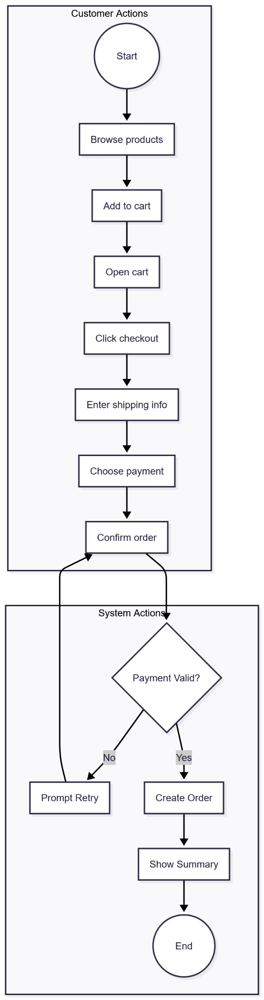 Customer Actions
Start
Browse products
Add to cart
Open cart
Click checkout
Enter shipping info
Choose payment
Confirm order
System Actions
Payment Valid?
No
Yes
Prompt Retry
Create Order
Show Summary
End